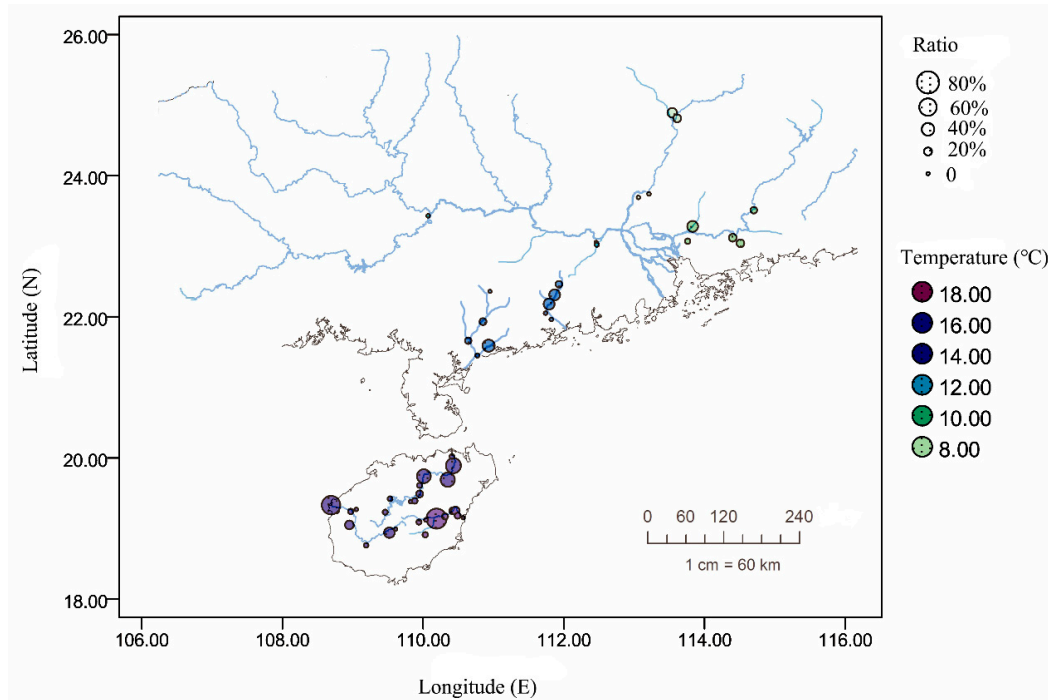 Ratio
80%
60%
40%
20%
0
Temperature (°C)
18.00
16.00
14.00
12.00
10.00
8.00
Latitude (N)
26.00
24.00
22.00
20.00
18.00
0 60 120 240
1 cm = 60 km
106.00 108.00 110.00 112.00 114.00 116.00
Longitude (E)